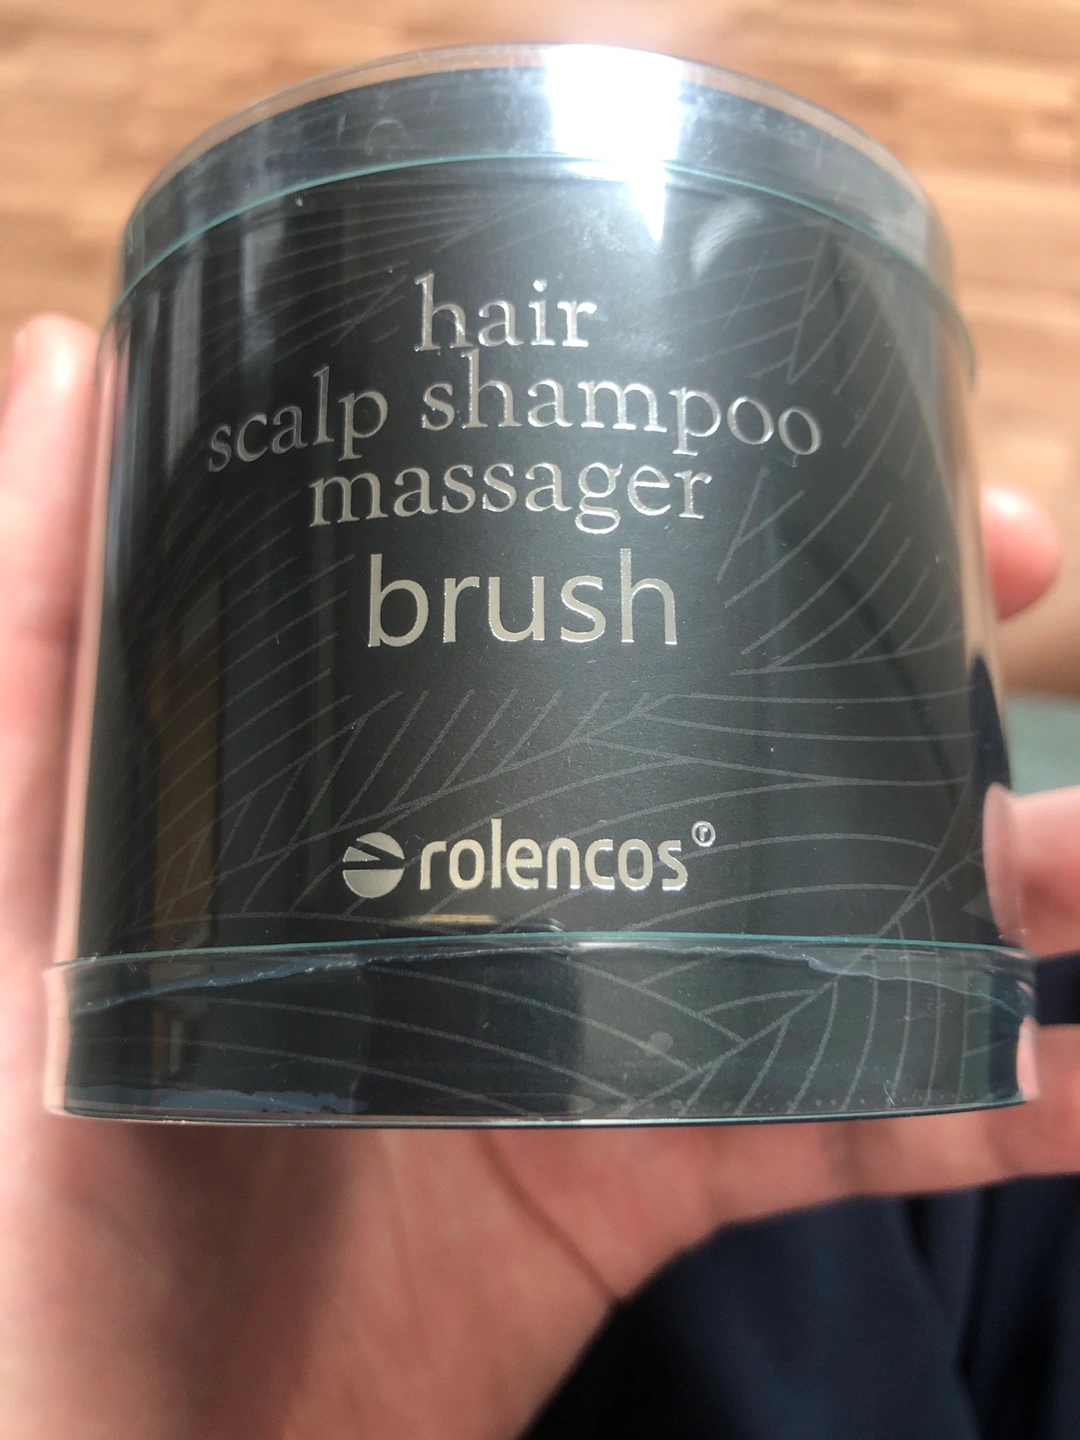 hair
scalp shampoo
massager
brush
rolencos®